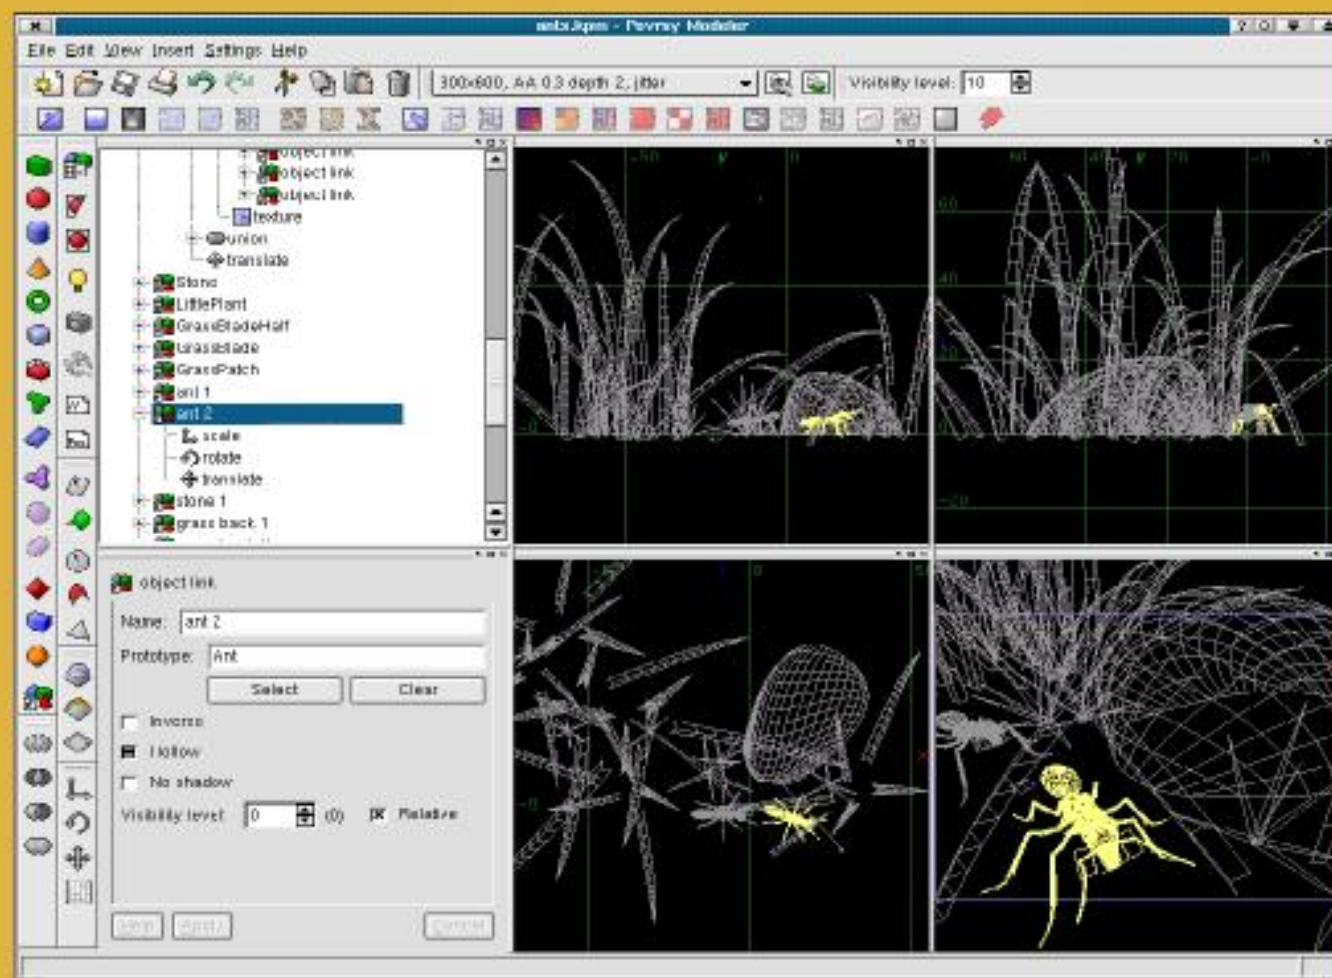 ants.kpm - Povray Modeler
File Edit View Insert Settings Help
300x600, AA 0.3 depth 2, jitter
Visibility level: 10
object link
object link
object link
texture
union
translate
Stone
LittlePlant
GrassBladeHalf
GrassBlade
GrassPatch
ant 1
ant 2
scale
rotate
translate
stone 1
grass back 1
object link
Name: ant 2
Prototype: Ant
Select Clear
Inverse
Hollow
No shadow
Visibility level: 0 (0) Relative
Help Apply Cancel